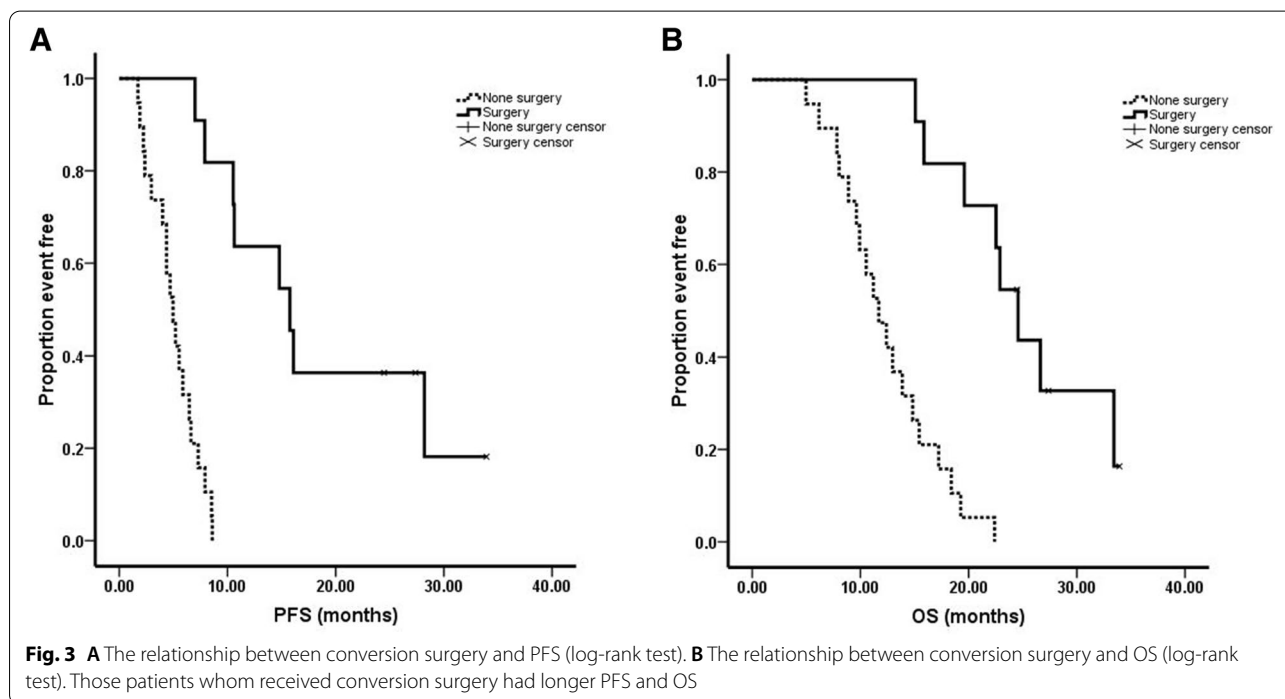 A
B
1.0
0.8
0.6
0.4
0.2
0.0
Proportion event free
None surgery
Surgery
None surgery censor
Surgery censor
0.00 10.00 20.00 30.00 40.00
PFS (months)
1.0
0.8
0.6
0.4
0.2
0.0
Proportion event free
None surgery
Surgery
None surgery censor
Surgery censor
0.00 10.00 20.00 30.00 40.00
OS (months)
Fig. 3 A The relationship between conversion surgery and PFS (log-rank test). B The relationship between conversion surgery and OS (log-rank
test). Those patients whom received conversion surgery had longer PFS and OS